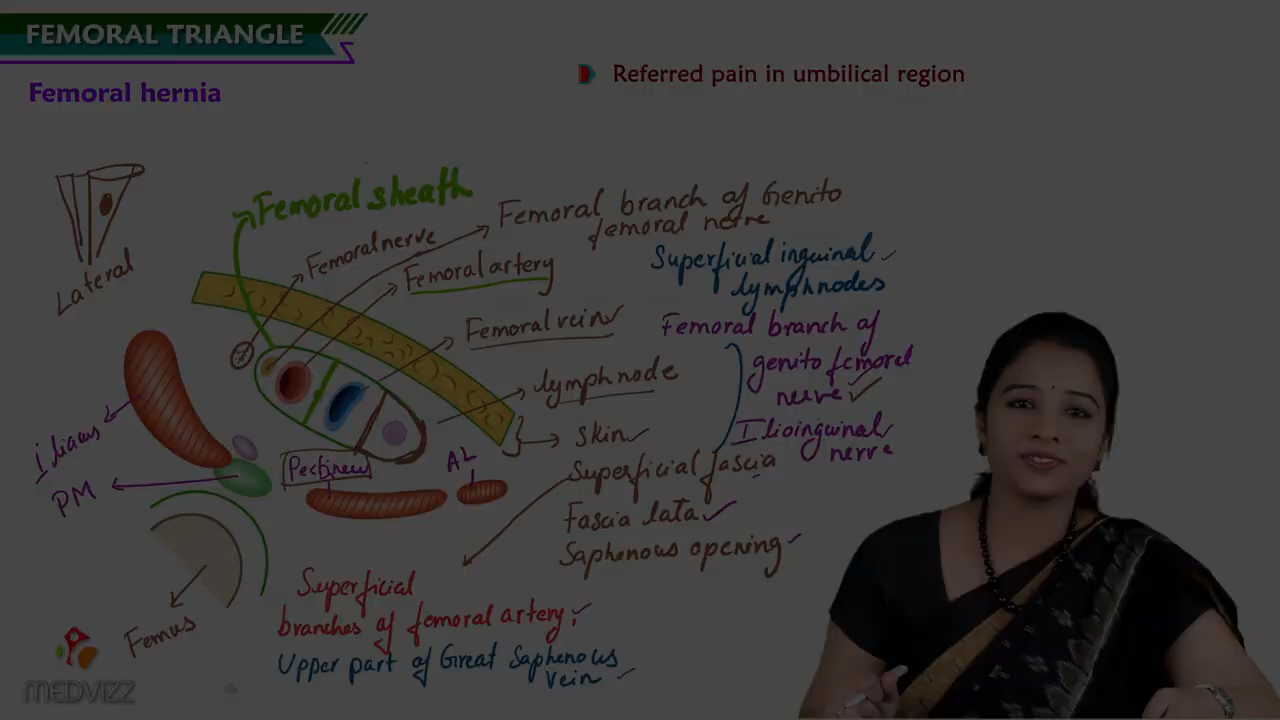 FEMORAL TRIANGLE
Femoral hernia
Referred pain in umbilical region
Lateral
Femoral sheath
Femoral nerve
Femoral branch of Genito
femoral nerve
Femoral artery
Superficial inguinal
lymphnodes
Femoral vein
Femoral branch of
genito femoral
nerve
Ilioinguinal
nerve
lymphnode
skin
Superficial fascia
Fascia lata
Saphenous opening
iliacus
PM
Pectineus
AL
Femus
Superficial
branches of femoral artery
Upper part of Great Saphenous
vein
MEDVIZZ